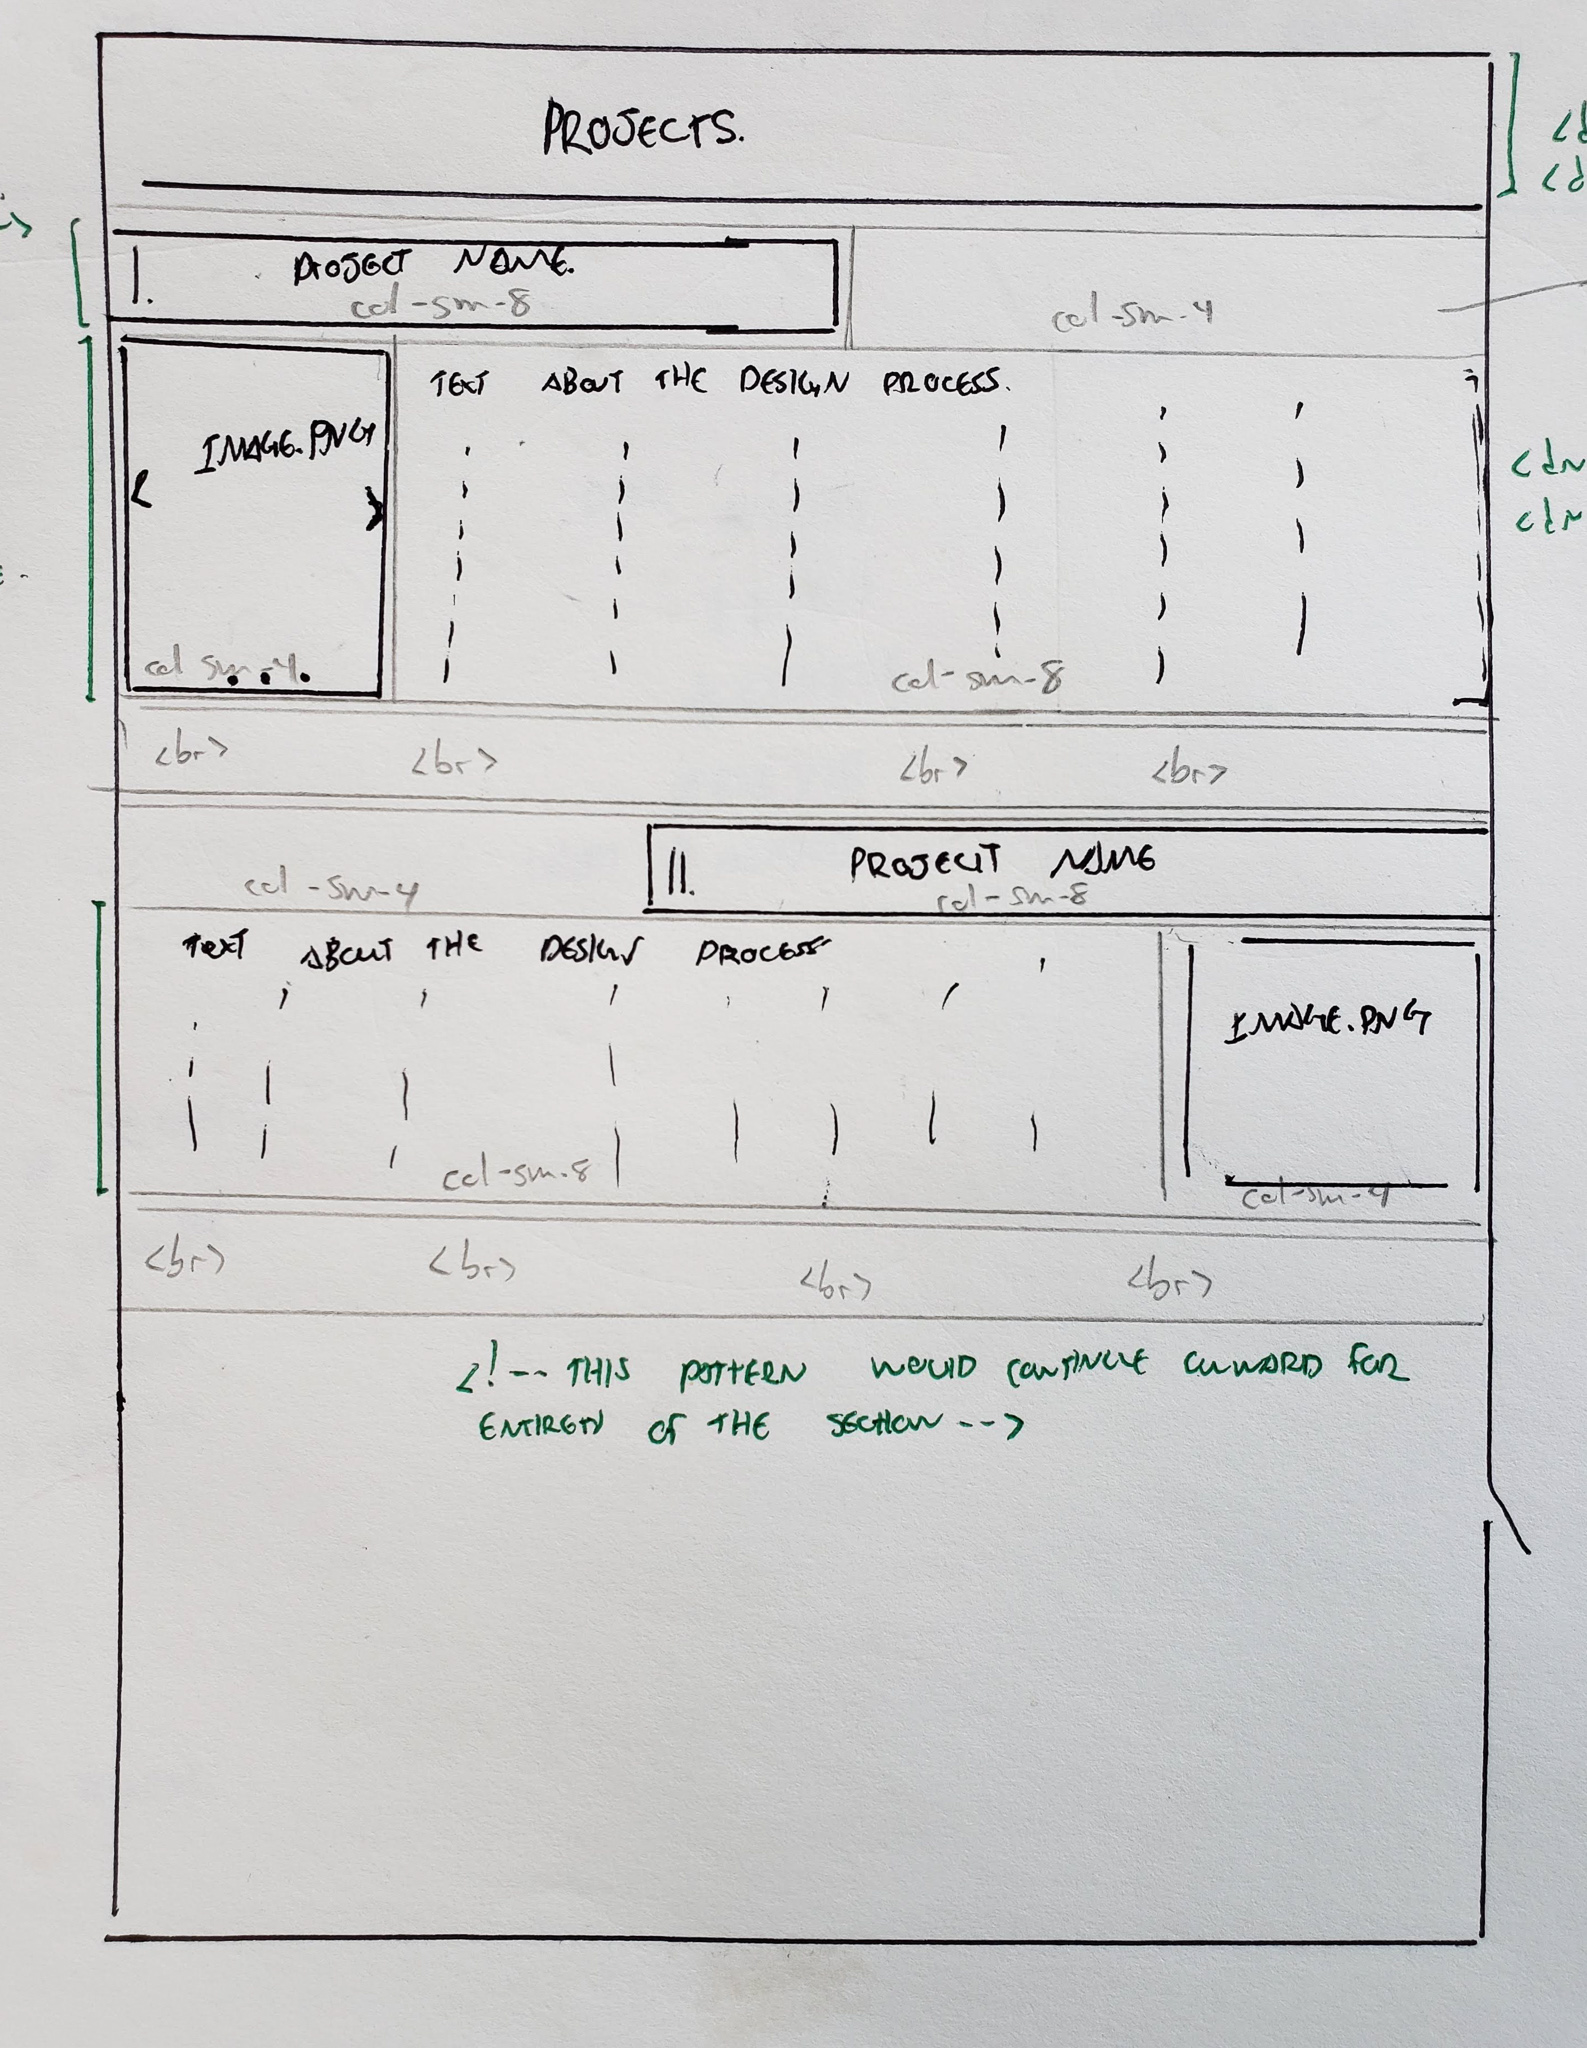 PROJECTS.
I. PROJECT NAME.
col-sm-8
col-sm-4
TEXT ABOUT THE DESIGN PROCESS.
IMAGE.PNG
< >
<div
<div
col sm-4
col-sm-8
<br> <br> <br> <br>
II. PROJECT NAME
col-sm-4
col-sm-8
TEXT ABOUT THE DESIGN PROCESS
IMAGE.PNG
col-sm-8
col-sm-4
<br> <br> <br> <br>
<!-- THIS PATTERN WOULD CONTINUE ONWARD FOR
ENTIRETY OF THE SECTION -->